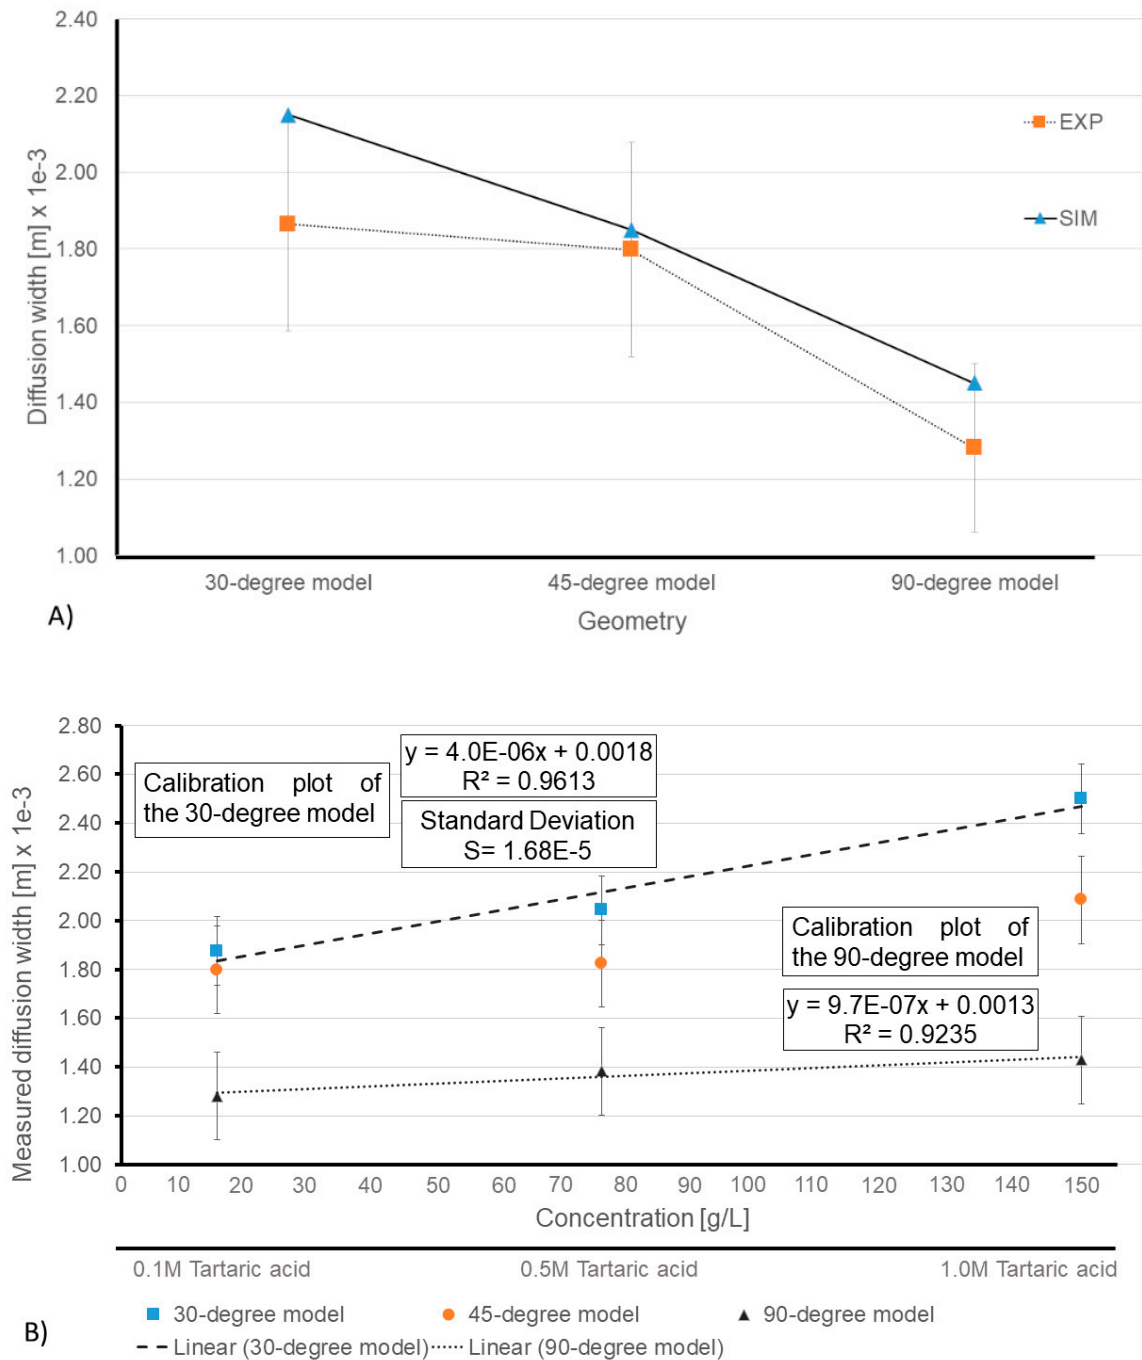 2.40
2.20
2.00
1.80
1.60
1.40
1.20
1.00
Diffusion width [m] x 1e-3
EXP
SIM
30-degree model
45-degree model
90-degree model
Geometry
A)
2.80
2.60
2.40
2.20
2.00
1.80
1.60
1.40
1.20
1.00
Measured diffusion width [m] x 1e-3
Calibration plot of
the 30-degree model
y = 4.0E-06x + 0.0018
R² = 0.9613
Standard Deviation
S= 1.68E-5
Calibration plot of
the 90-degree model
y = 9.7E-07x + 0.0013
R² = 0.9235
0 10 20 30 40 50 60 70 80 90 100 110 120 130 140 150
Concentration [g/L]
0.1M Tartaric acid 0.5M Tartaric acid 1.0M Tartaric acid
30-degree model 45-degree model 90-degree model
Linear (30-degree model) Linear (90-degree model)
B)